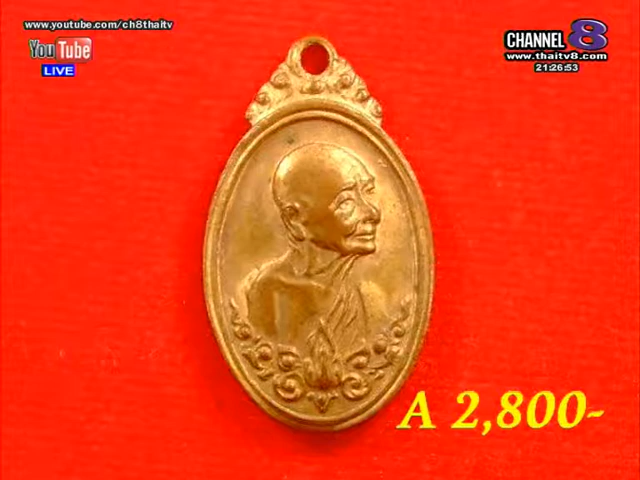 www.youtube.com/ch8thaitv
YouTube
LIVE
CHANNEL 8
www.thaitv8.com
21:26:53
A 2,800-